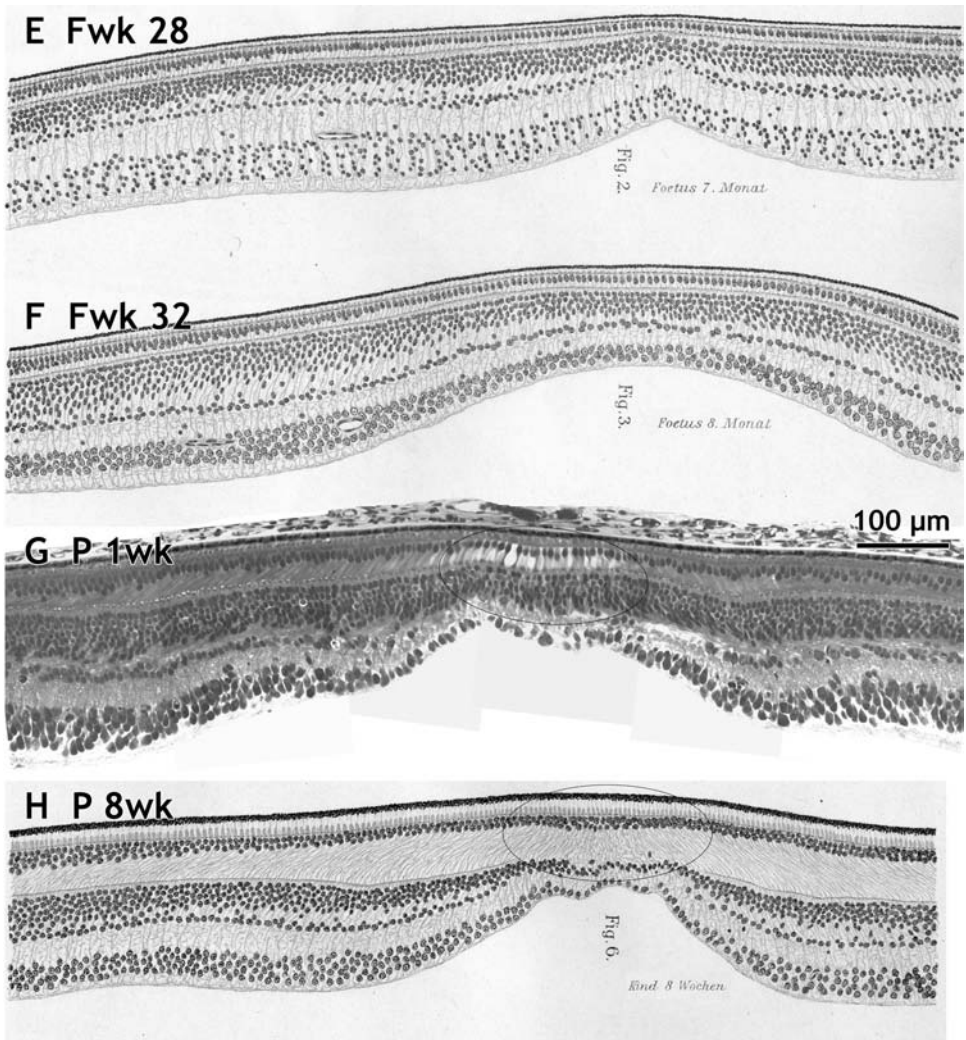 E Fwk 28
Fig. 2.
Foetus 7. Monat
F Fwk 32
Fig. 3.
Foetus 8. Monat
100 µm
G P 1wk
H P 8wk
Fig. 6.
Kind 8 Wochen